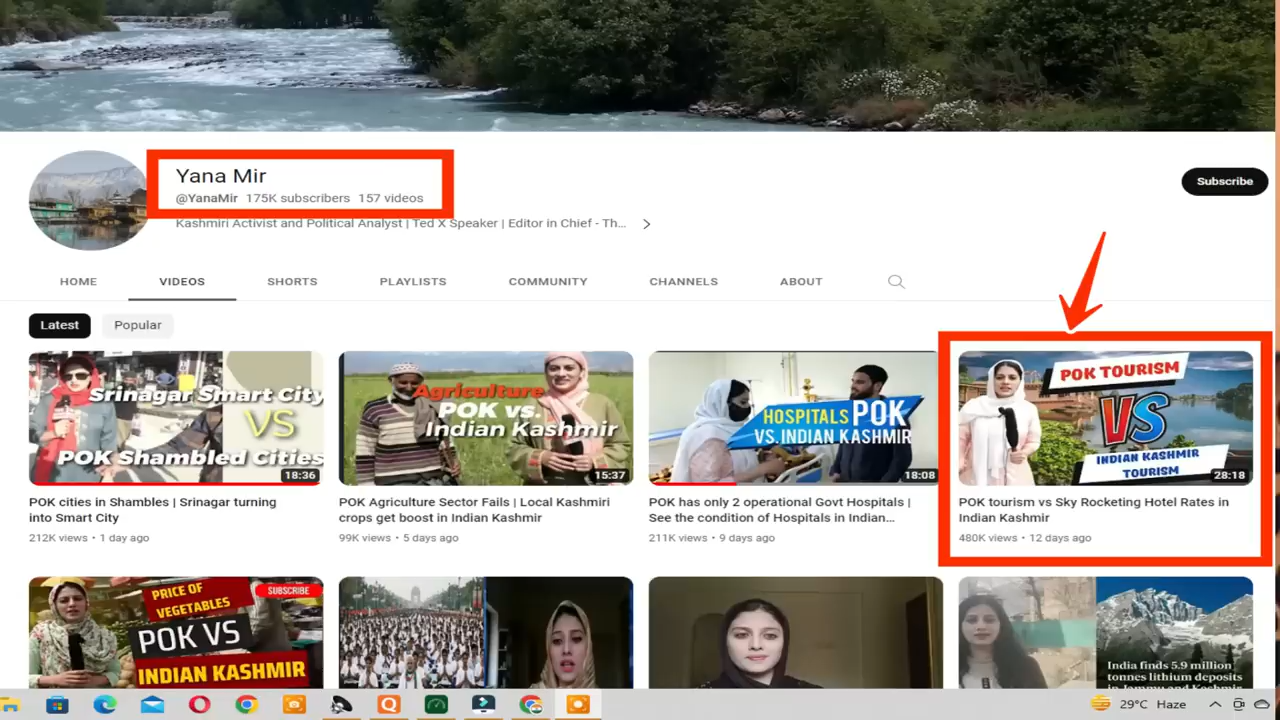 Yana Mir
@YanaMir 175K subscribers 157 videos
Kashmiri Activist and Political Analyst | Ted X Speaker | Editor in Chief - Th...
Subscribe
HOME VIDEOS SHORTS PLAYLISTS COMMUNITY CHANNELS ABOUT
Latest Popular
Srinagar Smart City
VS
POK Shambled Cities
18:36
Agriculture
POK vs.
Indian Kashmir
15:37
HOSPITALS POK
VS. INDIAN KASHMIR
18:08
POK TOURISM
VS
INDIAN KASHMIR
TOURISM
28:18
POK cities in Shambles | Srinagar turning
into Smart City
212K views • 1 day ago
POK Agriculture Sector Fails | Local Kashmiri
crops get boost in Indian Kashmir
99K views • 5 days ago
POK has only 2 operational Govt Hospitals |
See the condition of Hospitals in Indian...
211K views • 9 days ago
POK tourism vs Sky Rocketing Hotel Rates in
Indian Kashmir
480K views • 12 days ago
PRICE OF
VEGETABLES
SUBSCRIBE
POK VS
INDIAN KASHMIR
India finds 5.9 million
tonnes lithium deposits
in Jammu and Kashmir
29°C Haze